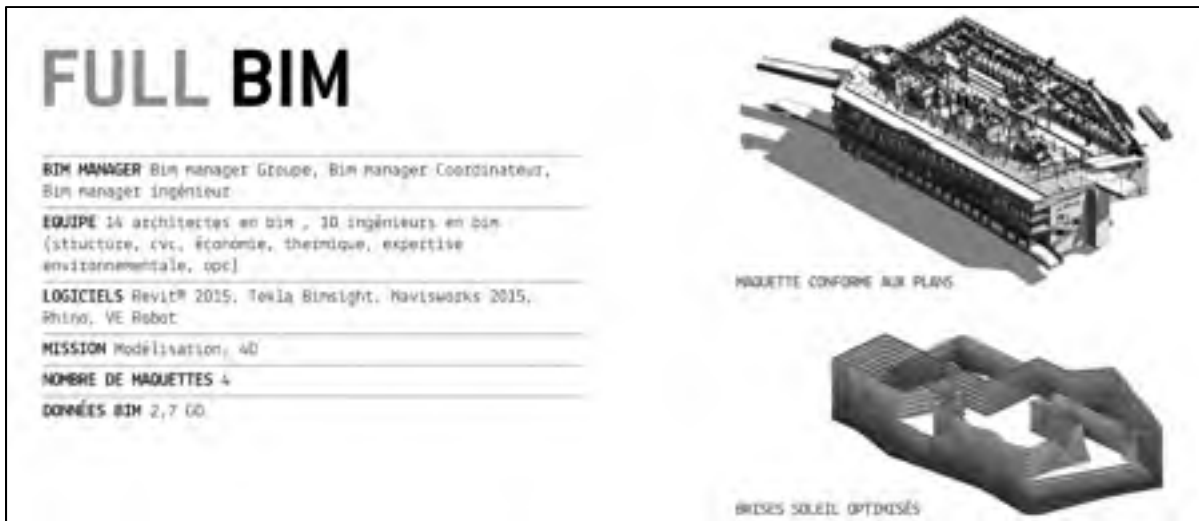 FULL BIM
BIM MANAGER Bim manager Groupe, Bim manager Coordinateur,
Bim manager ingénieur
EQUIPE 14 architectes en bim , 10 ingénieurs en bim
(structure, cvc, économie, thermique, expertise
environnementale, opc)
LOGICIELS Revit® 2015, Tekla Bimsight, Navisworks 2015,
Rhino, VE Robot
MISSION Modélisation, 4D
NOMBRE DE MAQUETTES 4
DONNÉES BIM 2,7 GO
MAQUETTE CONFORME AUX PLANS
BRISES SOLEIL OPTIMISÉS